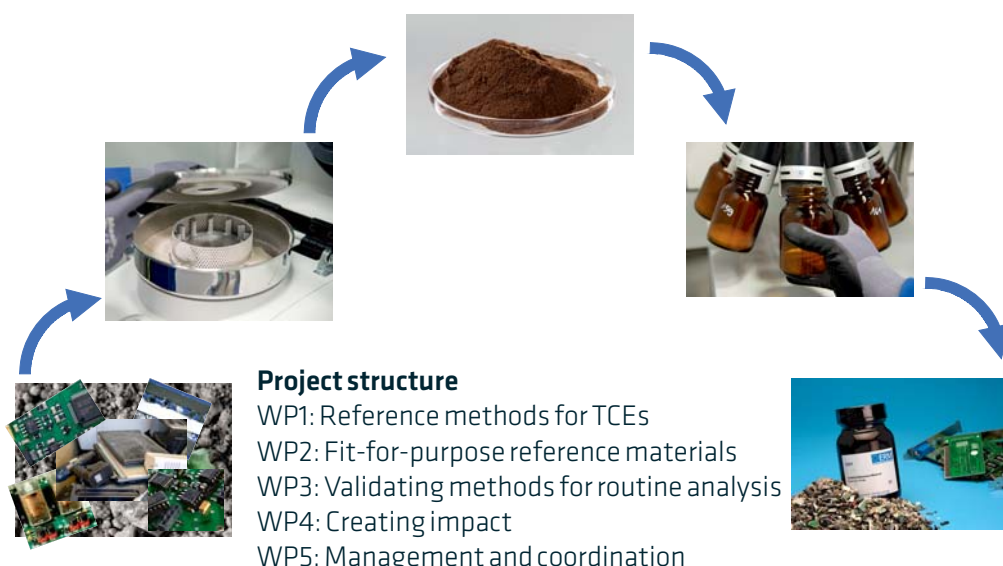 Project structure
WP1: Reference methods for TCEs
WP2: Fit-for-purpose reference materials
WP3: Validating methods for routine analysis
WP4: Creating impact
WP5: Management and coordination